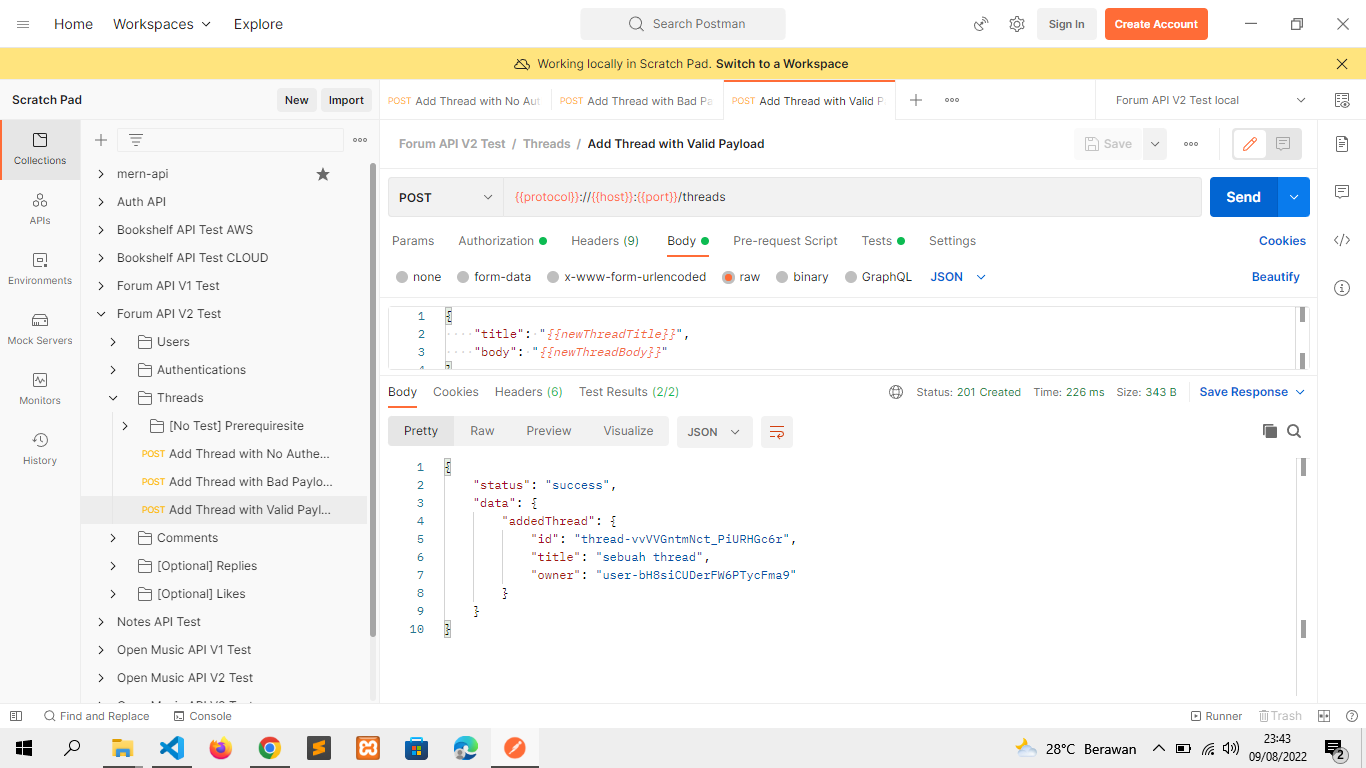 Home Workspaces Explore Search Postman Sign In Create Account
Working locally in Scratch Pad. Switch to a Workspace
Scratch Pad New Import
POST Add Thread with No Aut POST Add Thread with Bad Pa POST Add Thread with Valid P Forum API V2 Test local
Collections
APIs
Environments
Mock Servers
Monitors
History
mern-api
Auth API
Bookshelf API Test AWS
Bookshelf API Test CLOUD
Forum API V1 Test
Forum API V2 Test
Users
Authentications
Threads
[No Test] Prerequiresite
POST Add Thread with No Authe...
POST Add Thread with Bad Paylo...
POST Add Thread with Valid Payl...
Comments
[Optional] Replies
[Optional] Likes
Notes API Test
Open Music API V1 Test
Open Music API V2 Test
Forum API V2 Test / Threads / Add Thread with Valid Payload Save
POST {{protocol}}://{{host}}:{{port}}/threads Send
Params Authorization Headers (9) Body Pre-request Script Tests Settings Cookies
none form-data x-www-form-urlencoded raw binary GraphQL JSON Beautify
1 {
2 "title": "{{newThreadTitle}}",
3 "body": "{{newThreadBody}}"
Body Cookies Headers (6) Test Results (2/2) Status: 201 Created Time: 226 ms Size: 343 B Save Response
Pretty Raw Preview Visualize JSON
1 {
2 "status": "success",
3 "data": {
4 "addedThread": {
5 "id": "thread-vvVVGntmNct_PiURHGc6r",
6 "title": "sebuah thread",
7 "owner": "user-bH8siCUDerFW6PTycFma9"
8 }
9 }
10 }
Find and Replace Console Runner Trash
28°C Berawan 23:43
09/08/2022 2